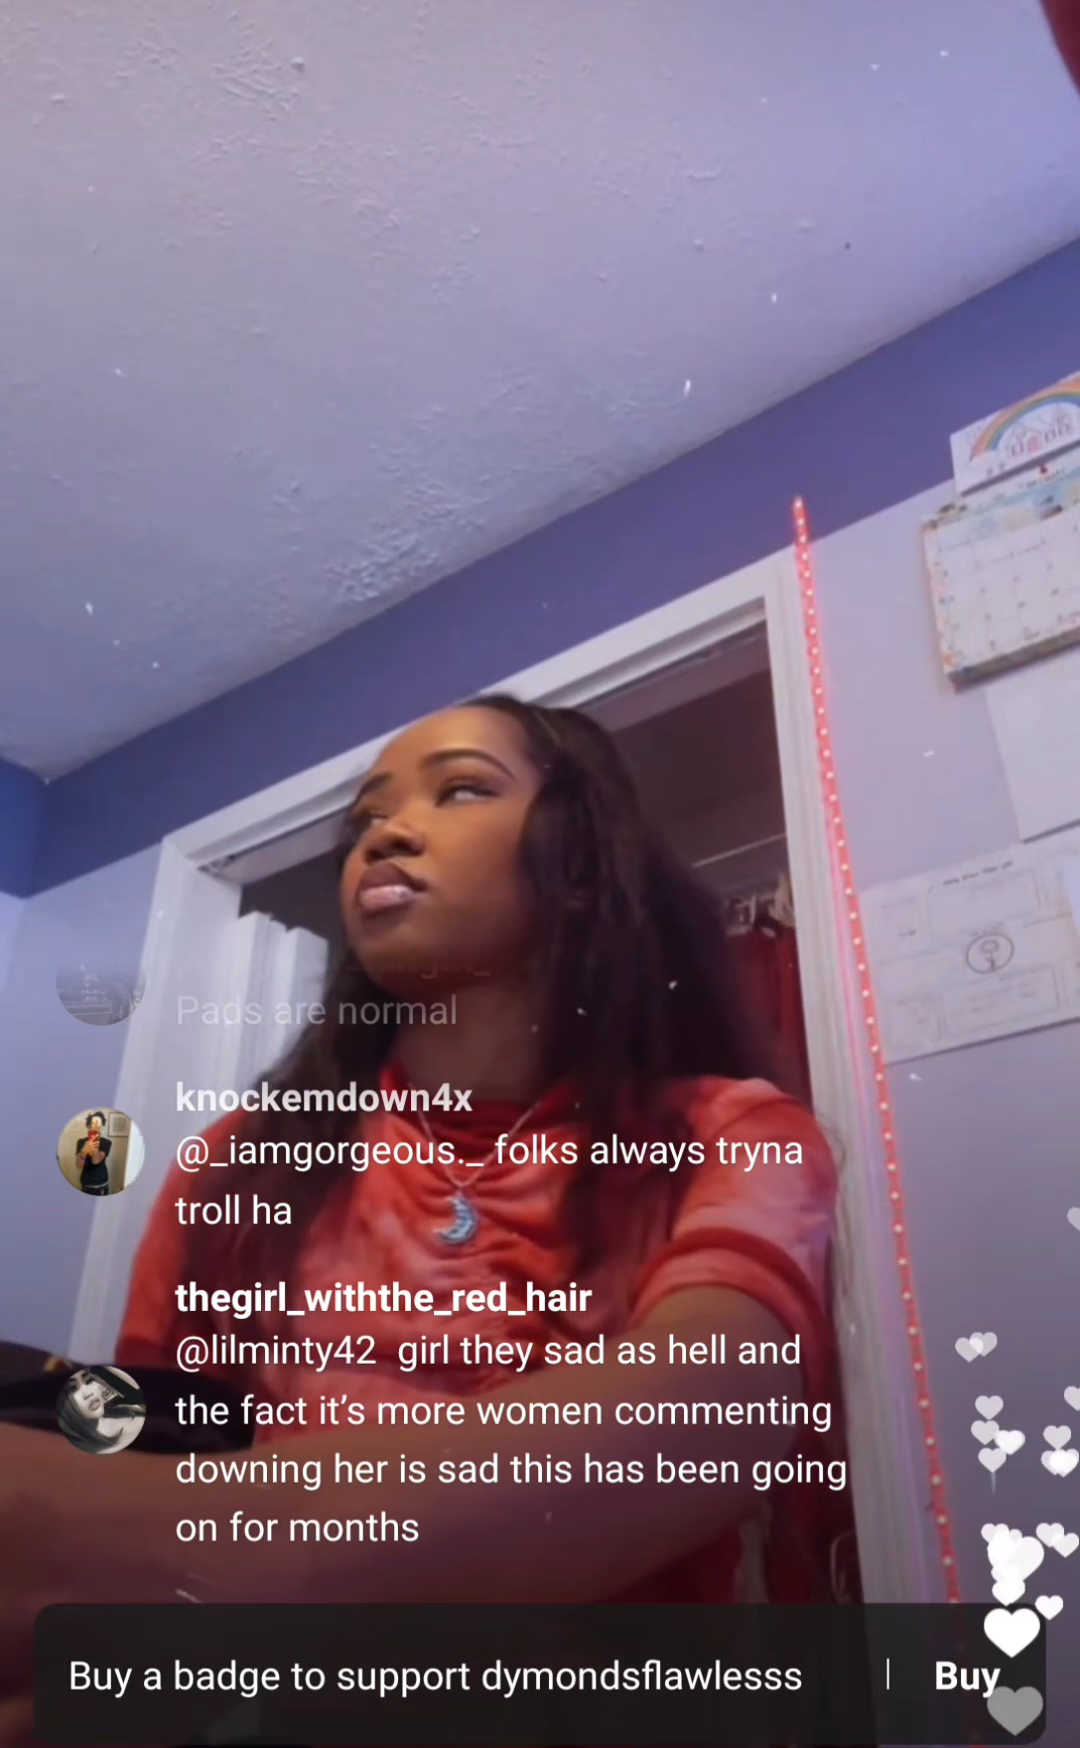 Pads are normal
knockemdown4x
@_iamgorgeous._ folks always tryna
troll ha
thegirl_withthe_red_hair
@lilminty42  girl they sad as hell and
the fact it’s more women commenting
downing her is sad this has been going
on for months
Buy a badge to support dymondsflawlesss | Buy